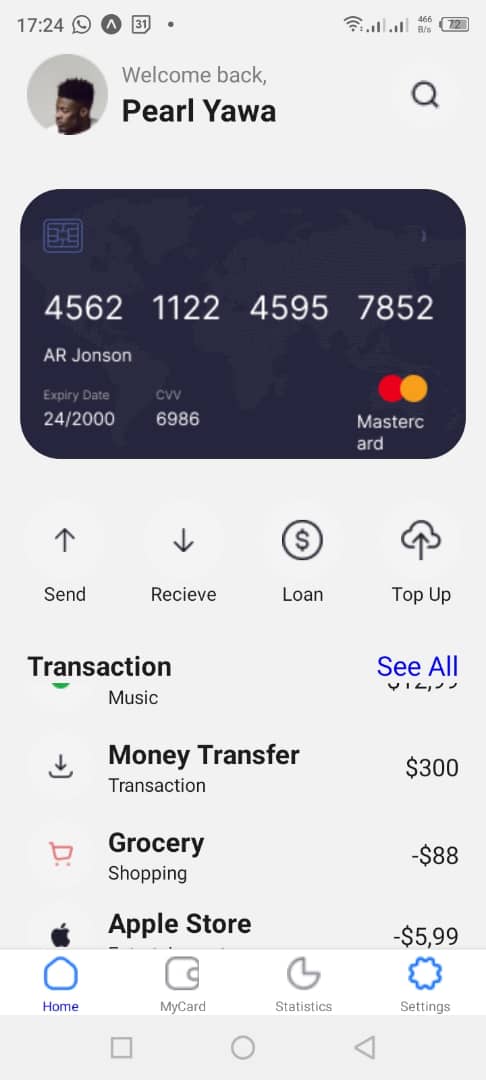 17:24
31
466
B/s
72
Welcome back,
Pearl Yawa
4562 1122 4595 7852
AR Jonson
Expiry Date CVV
24/2000 6986
Masterc
ard
Send Recieve Loan Top Up
Transaction See All
$12,99
Music
Money Transfer
$300
Transaction
Grocery
-$88
Shopping
Apple Store
-$5,99
Home MyCard Statistics Settings